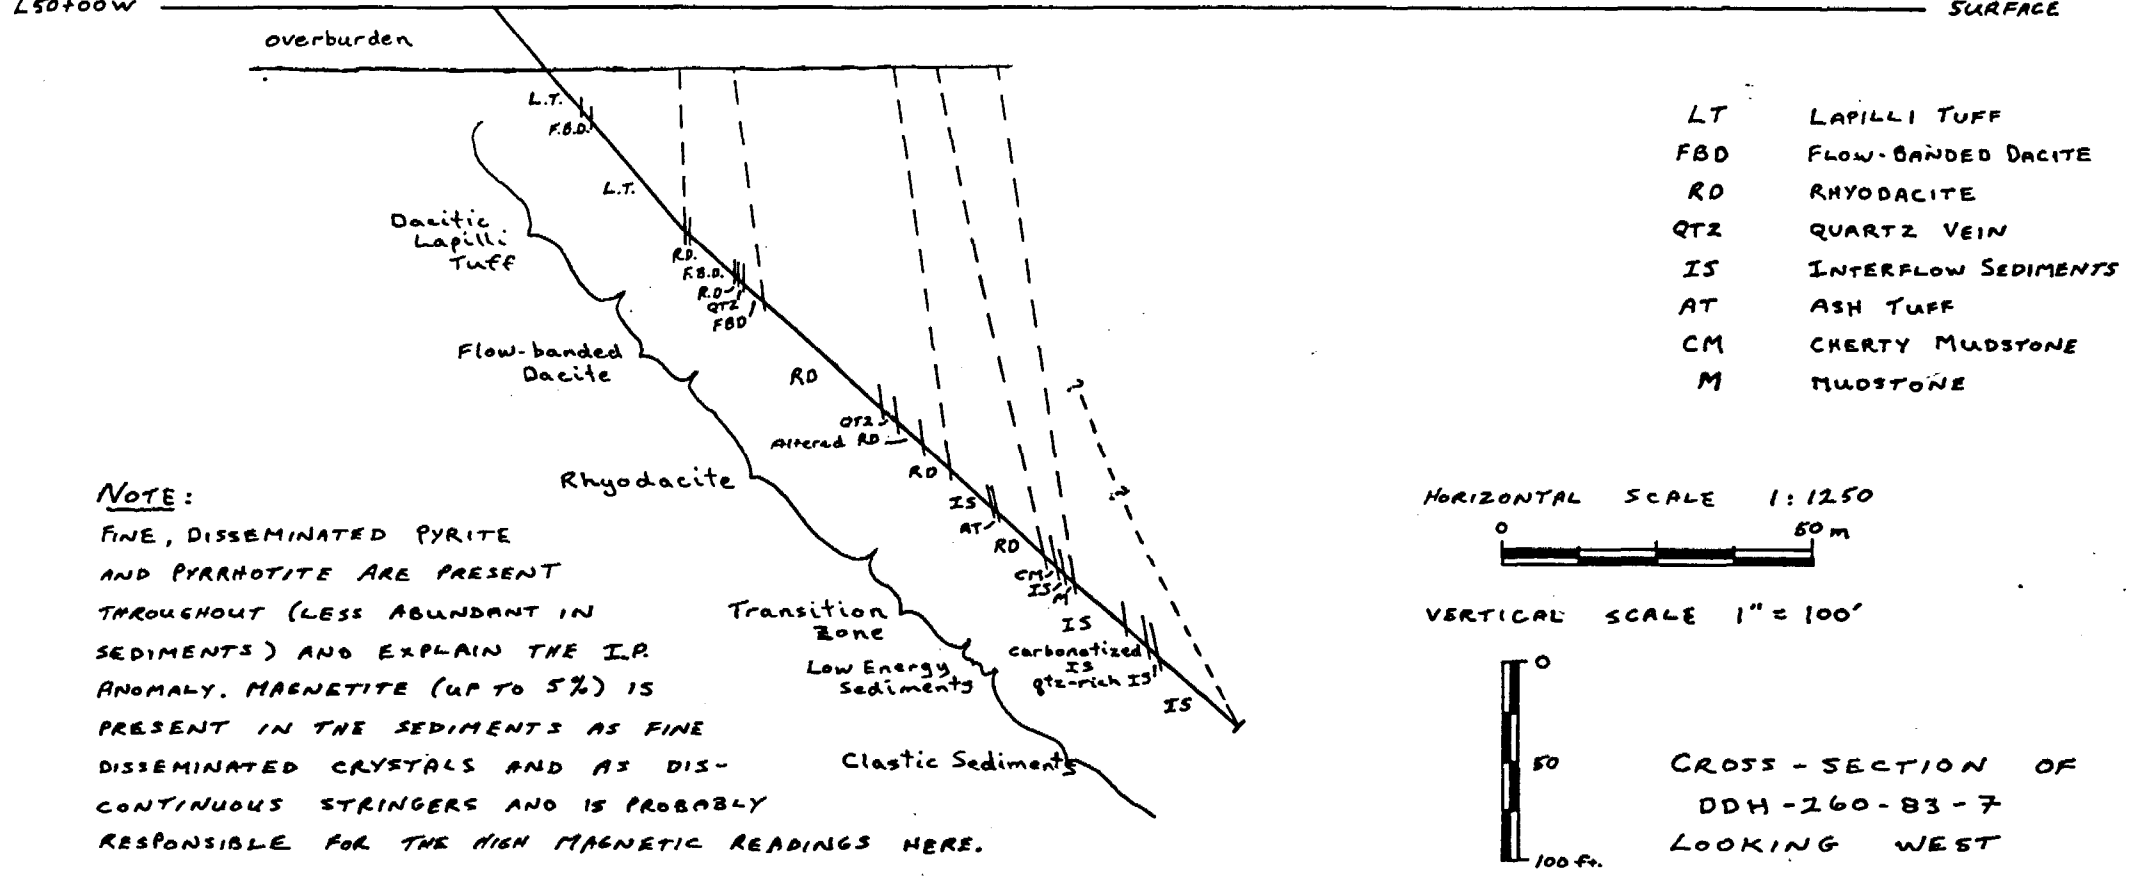 L50+00W
SURFACE
overburden
L.T.
F.B.D.
L.T.
Dacitic
Lapilli
Tuff
R.D.
F.B.D.
R.D
QTZ
FBD
Flow-banded
Dacite
RD
QTZ
Altered RD
RD
Rhyodacite
IS
AT
RD
CM
IS
M
Transition
Zone
IS
carbonatized
IS
qtz-rich IS
Low Energy
Sediments
IS
Clastic Sediments
?
?
LT LAPILLI TUFF
FBD FLOW-BANDED DACITE
RD RHYODACITE
QTZ QUARTZ VEIN
IS INTERFLOW SEDIMENTS
AT ASH TUFF
CM CHERTY MUDSTONE
M MUDSTONE
NOTE:
FINE, DISSEMINATED PYRITE
AND PYRRHOTITE ARE PRESENT
THROUGHOUT (LESS ABUNDANT IN
SEDIMENTS) AND EXPLAIN THE I.P.
ANOMALY. MAGNETITE (UP TO 5%) IS
PRESENT IN THE SEDIMENTS AS FINE
DISSEMINATED CRYSTALS AND AS DIS-
CONTINUOUS STRINGERS AND IS PROBABLY
RESPONSIBLE FOR THE HIGH MAGNETIC READINGS HERE.
HORIZONTAL SCALE 1:1250
0 50 m
VERTICAL SCALE 1" = 100'
0
50
100 ft.
CROSS-SECTION OF
DDH-260-83-7
LOOKING WEST